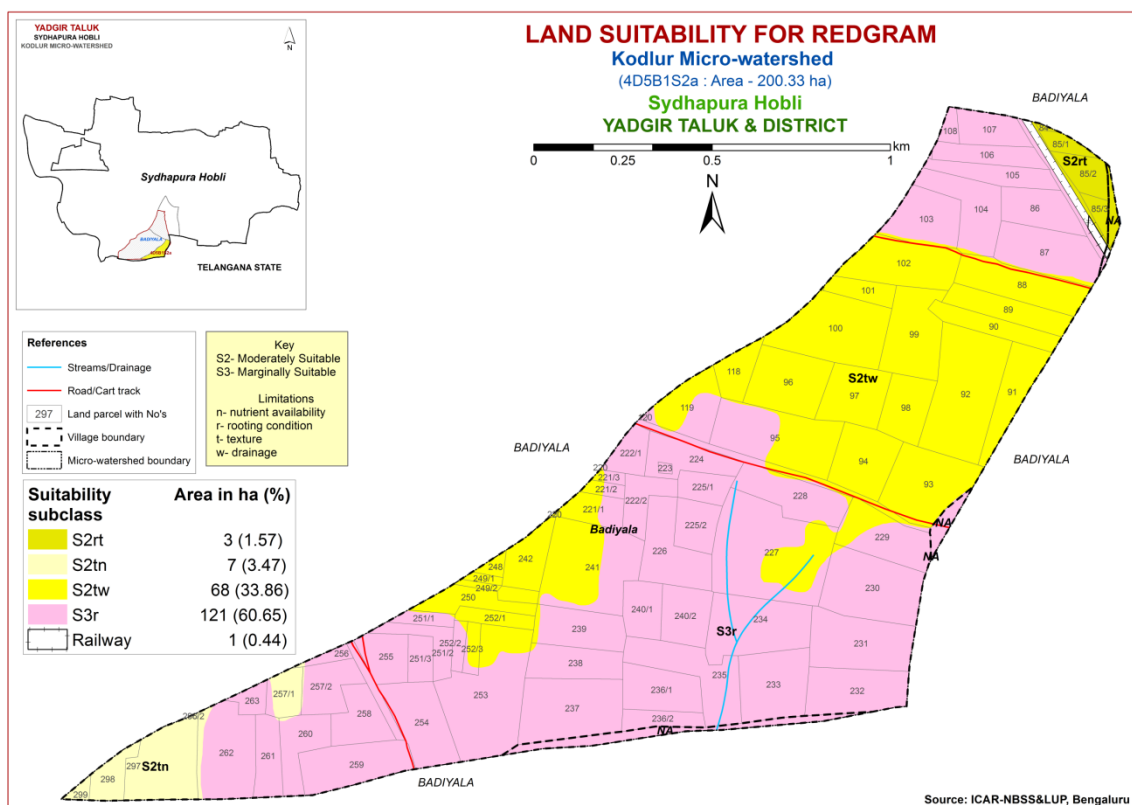 YADGIR TALUK
SYDHAPURA HOBLI
KODLUR MICRO-WATERSHED
N
Sydhapura Hobli
BADIYALA
4D5B1S2a
TELANGANA STATE
LAND SUITABILITY FOR REDGRAM
Kodlur Micro-watershed
(4D5B1S2a : Area - 200.33 ha)
Sydhapura Hobli
YADGIR TALUK & DISTRICT
km
0 0.25 0.5 1
N
References
Streams/Drainage
Road/Cart track
297 Land parcel with No's
Village boundary
Micro-watershed boundary
Key
S2- Moderately Suitable
S3- Marginally Suitable
Limitations
n- nutrient availability
r- rooting condition
t- texture
w- drainage
Suitability subclass Area in ha (%)
S2rt 3 (1.57)
S2tn 7 (3.47)
S2tw 68 (33.86)
S3r 121 (60.65)
Railway 1 (0.44)
BADIYALA
108 107
85/1
S2rt
106
85/2
105
86
85/3
NA
104
103
87
102
88
101
89
90
100
99
118
96
S2tw
97
98
92
91
119
120
95
94
93
BADIYALA
BADIYALA
222/1
224
223
220
221/3
221/2
225/1
222/2
228
221/1
Badiyala
225/2
NA
NA
229
226
227
242
241
248
249/1
249/2
250
230
252/1
251/1
240/1
240/2
234
S3r
239
231
252/2
251/2
252/3
251/3
255
256
238
235
253
236/1
233
232
257/1
257/2
263
237
236/2
NA
258
254
260
262
261
259
S2tn
297
298
299
BADIYALA
Source: ICAR-NBSS&LUP, Bengaluru